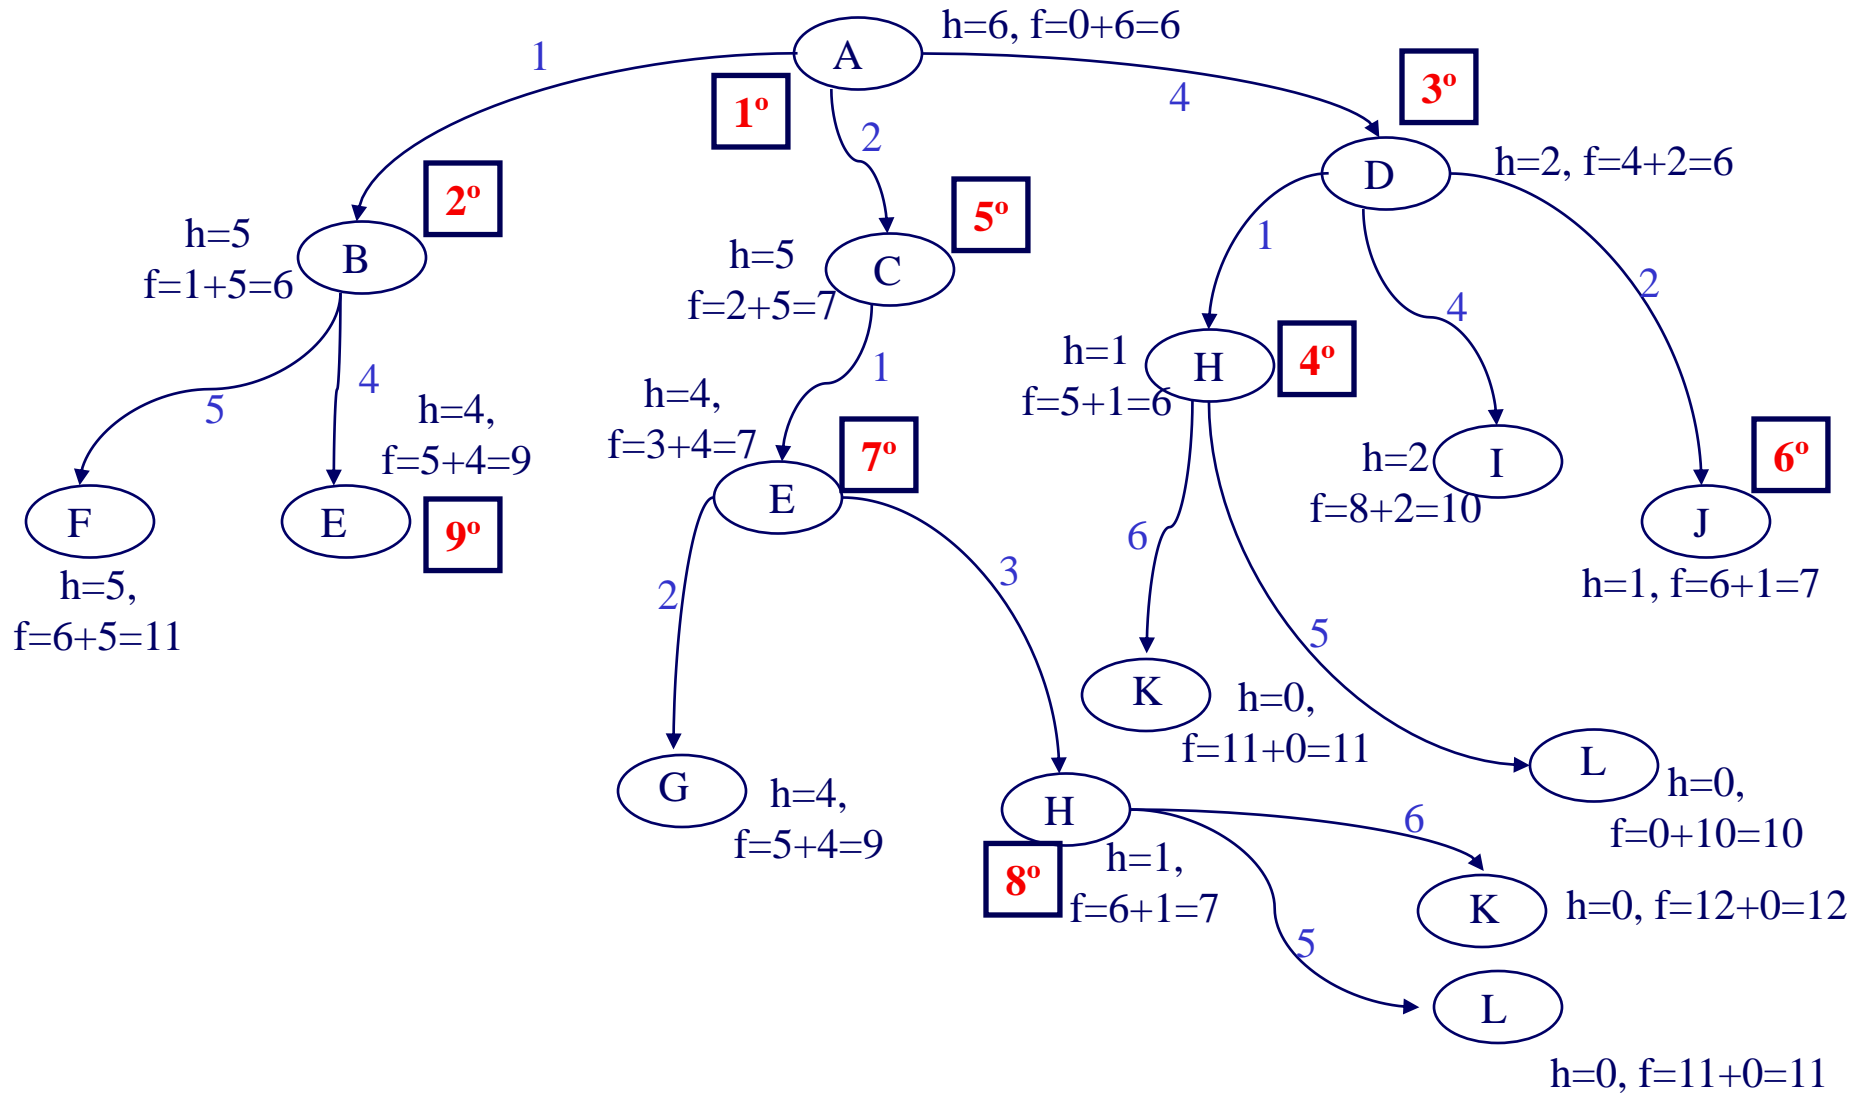 h=6, f=0+6=6
A
1
1º
2
4
3º
D
h=2, f=4+2=6
2º
5º
h=5
f=1+5=6
B
h=5
f=2+5=7
C
1
4
2
5
4
h=4,
f=5+4=9
1
h=4,
f=3+4=7
7º
h=1
f=5+1=6
H
4º
h=2
f=8+2=10
I
6º
J
h=1, f=6+1=7
F
h=5,
f=6+5=11
E
9º
E
2
3
6
5
K
h=0,
f=11+0=11
L
h=0,
f=0+10=10
G
h=4,
f=5+4=9
H
8º
h=1,
f=6+1=7
6
K
h=0, f=12+0=12
5
L
h=0, f=11+0=11